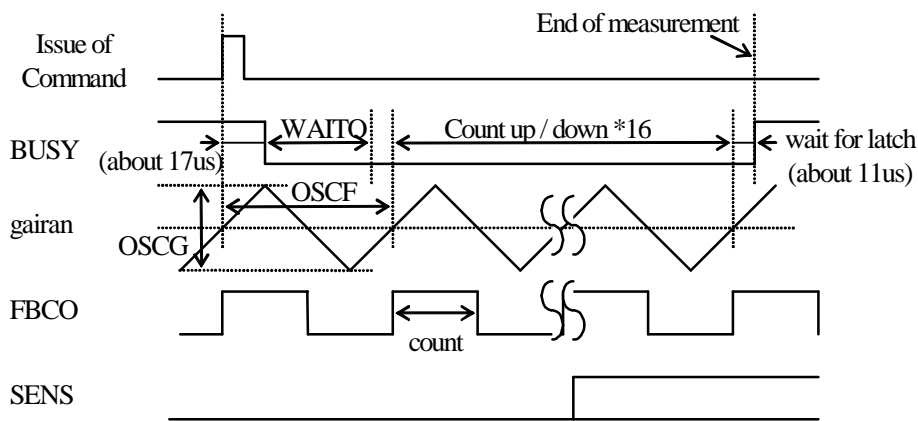 End of measurement
Issue of
Command
BUSY
WAITQ
Count up / down *16
wait for latch
(about 17us)
(about 11us)
OSCF
gairan
OSCG
FBCO
count
SENS